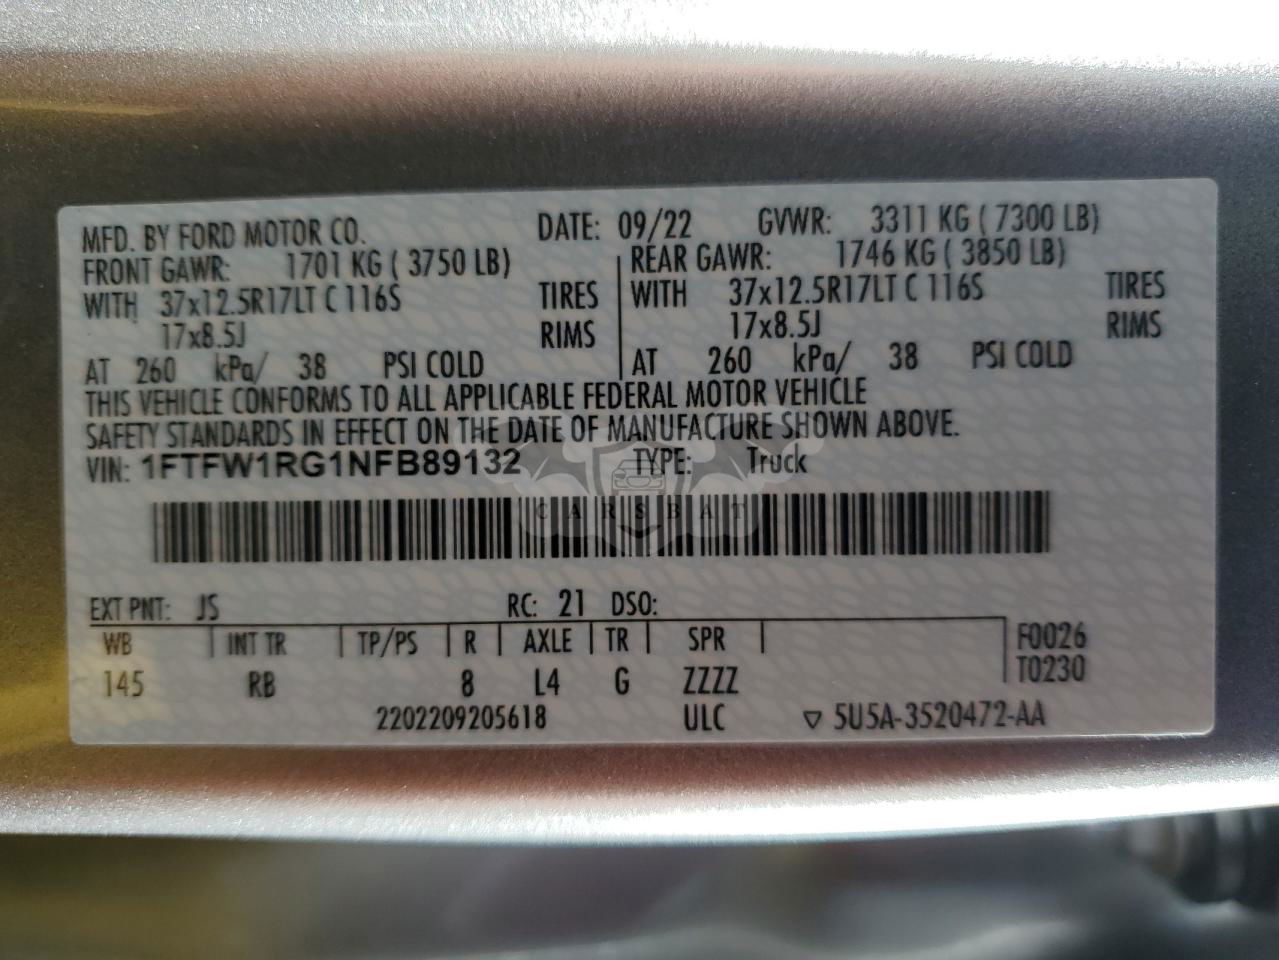 MFD. BY FORD MOTOR CO. DATE: 09/22 GVWR: 3311 KG ( 7300 LB)
FRONT GAWR: 1701 KG ( 3750 LB) REAR GAWR: 1746 KG ( 3850 LB)
WITH 37x12.5R17LT C 116S TIRES WITH 37x12.5R17LT C 116S TIRES
17x8.5J RIMS 17x8.5J RIMS
AT 260 kPa/ 38 PSI COLD AT 260 kPa/ 38 PSI COLD
THIS VEHICLE CONFORMS TO ALL APPLICABLE FEDERAL MOTOR VEHICLE
SAFETY STANDARDS IN EFFECT ON THE DATE OF MANUFACTURE SHOWN ABOVE.
VIN: 1FTFW1RG1NFB89132 TYPE: Truck
CARSBAT
EXT PNT: JS RC: 21 DSO:
WB INT TR TP/PS R AXLE TR SPR F0026
145 RB 8 L4 G ZZZZ T0230
2202209205618 ULC ▽ 5U5A-3520472-AA